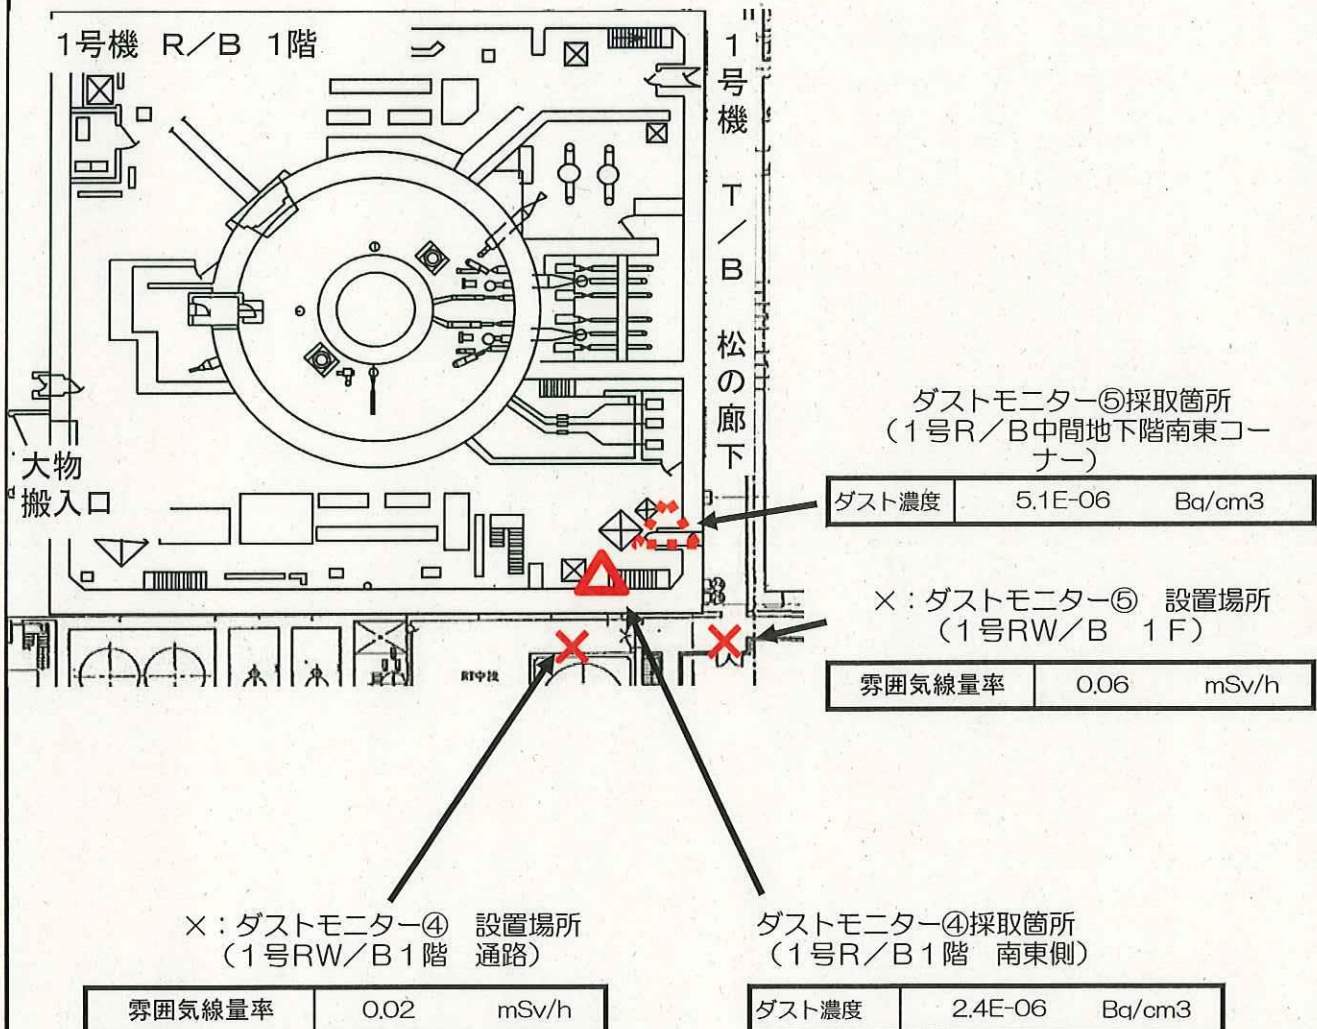 1号機 R/B 1階
1号機 T/B 松の廊下
大物
搬入口
ダストモニター⑤採取箇所
(1号R/B中間地下階南東コー
ナー)
ダスト濃度 5.1E-06 Bq/cm3
×:ダストモニター⑤ 設置場所
(1号RW/B 1F)
雰囲気線量率 0.06 mSv/h
×:ダストモニター④ 設置場所
(1号RW/B1階 通路)
雰囲気線量率 0.02 mSv/h
ダストモニター④採取箇所
(1号R/B1階 南東側)
ダスト濃度 2.4E-06 Bq/cm3